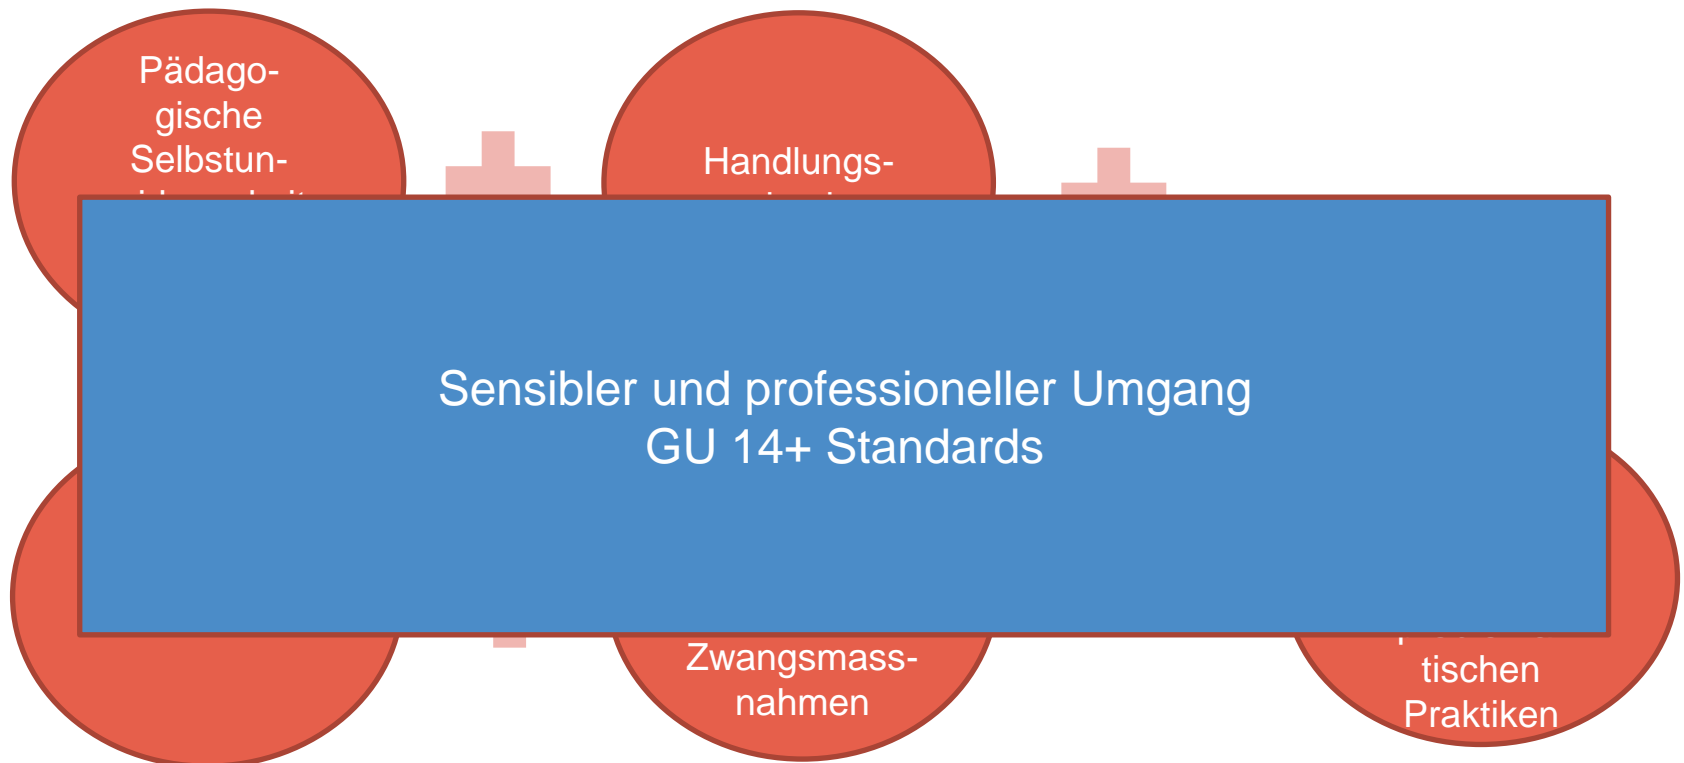 Pädago-
gische
Selbstun-
Handlungs-
Sensibler und professioneller Umgang
GU 14+ Standards
Zwangsmass-
nahmen
tischen
Praktiken